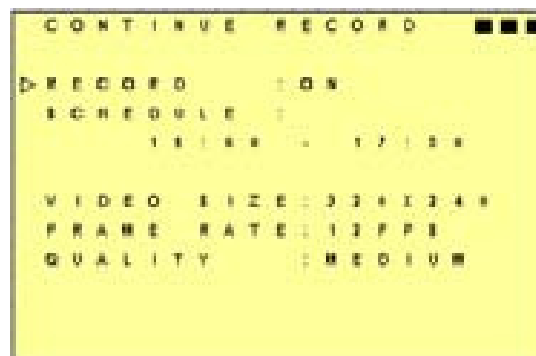 CONTINUE RECORD
RECORD : ON
SCHEDULE :
VIDEO SIZE : 320X240
FRAME RATE : 12FPS
QUALITY : MEDIUM